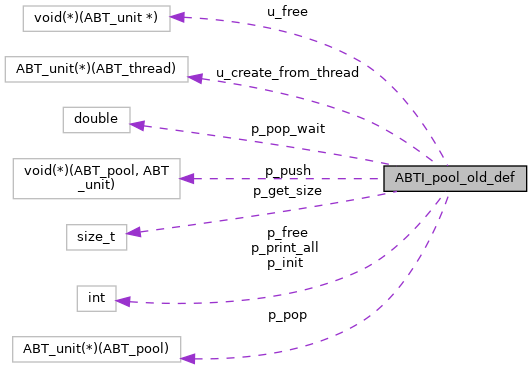 void(*)(ABT_unit *)
u_free
ABT_unit(*)(ABT_thread)
u_create_from_thread
double
p_pop_wait
void(*)(ABT_pool, ABT
_unit)
p_push
ABTI_pool_old_def
p_get_size
size_t
p_free
p_print_all
p_init
int
p_pop
ABT_unit(*)(ABT_pool)